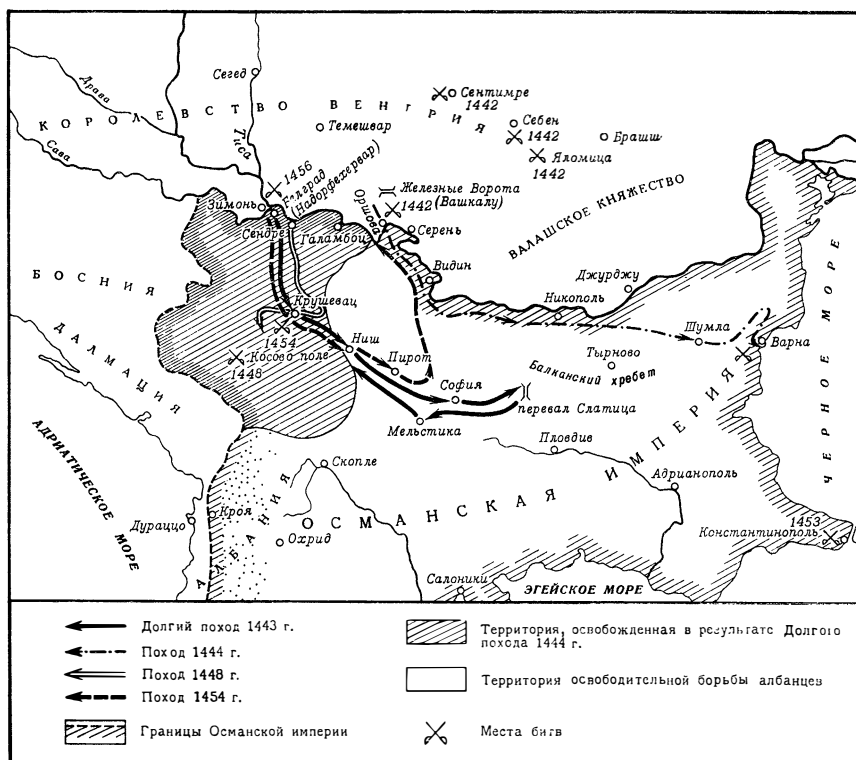 Драва
Сегед
Сентимре
1442
КОРОЛЕВСТВО ВЕНГРИЯ
Темешвар
Себен
1442
Брашш
Сава
Тиса
Яломица
1442
1456
Зимонь
Белград
(Надорфехервар)
Железные Ворота
(Вашкапу)
1442
Оршова
Сендрё
Галамбоц
Серень
ВАЛАШСКОЕ КНЯЖЕСТВО
Видин
БОСНИЯ
Джурджу
Никополь
Крушевац
1454
Шумла
Варна
ДАЛМАЦИЯ
Косово поле
1448
Ниш
Пирот
Тырново
Балканский хребет
ЧЕРНОЕ МОРЕ
София
перевал Слатица
Мельстика
Пловдив
АДРИАТИЧЕСКОЕ МОРЕ
Скопле
Адрианополь
ОСМАНСКАЯ ИМПЕРИЯ
Кроя
Дураццо
АЛБАНИЯ
Охрид
1453
Константинополь
Салоники
ЭГЕЙСКОЕ МОРЕ
Долгий поход 1443 г.
Поход 1444 г.
Поход 1448 г.
Поход 1454 г.
Границы Османской империи
Территория, освобожденная в результате Долгого
похода 1444 г.
Территория освободительной борьбы албанцев
Места битв